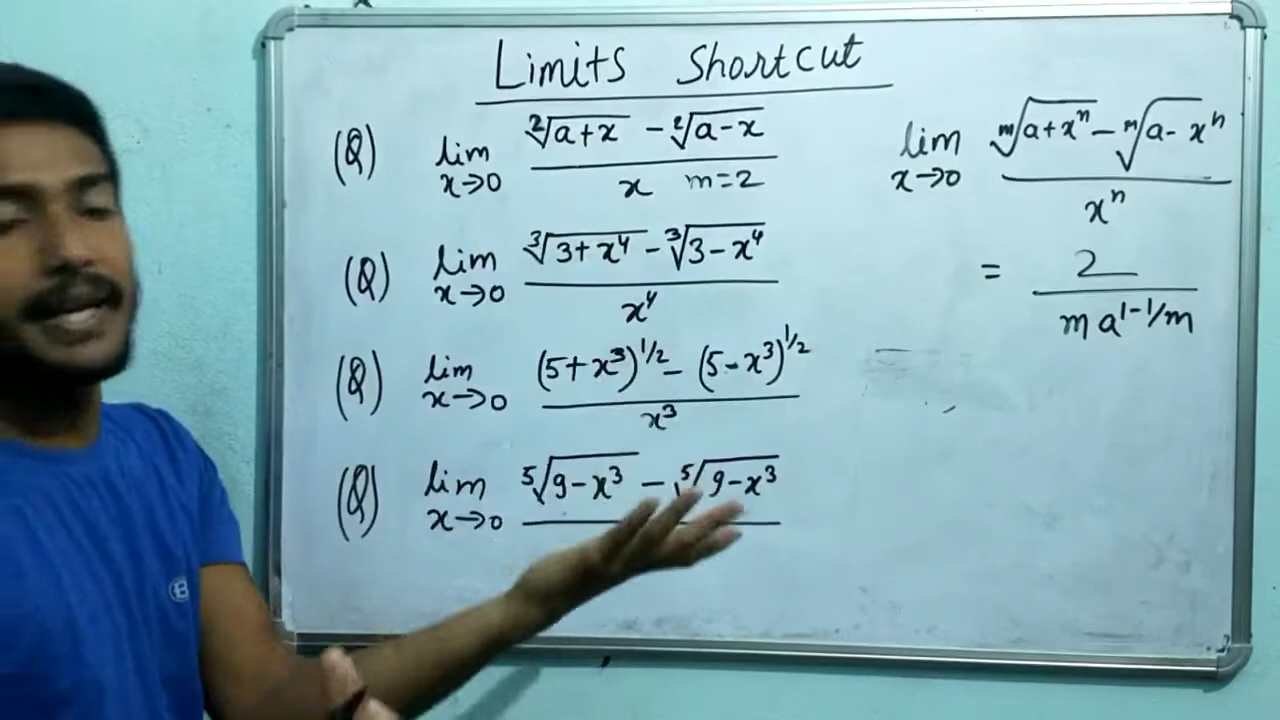 Limits Shortcut
(Q) lim x→0 (²√(a+x) - ²√(a-x)) / x m=2
(Q) lim x→0 (³√(3+x⁴) - ³√(3-x⁴)) / x⁴
(Q) lim x→0 ((5+x³)^1/2 - (5-x³)^1/2) / x³
(Q) lim x→0 ⁵√(9-x³) - ⁵√(9-x³)
lim x→0 (ᵐ√(a+xⁿ) - ᵐ√(a-xⁿ)) / xⁿ
= 2 / (m a^(1-1/m))
B